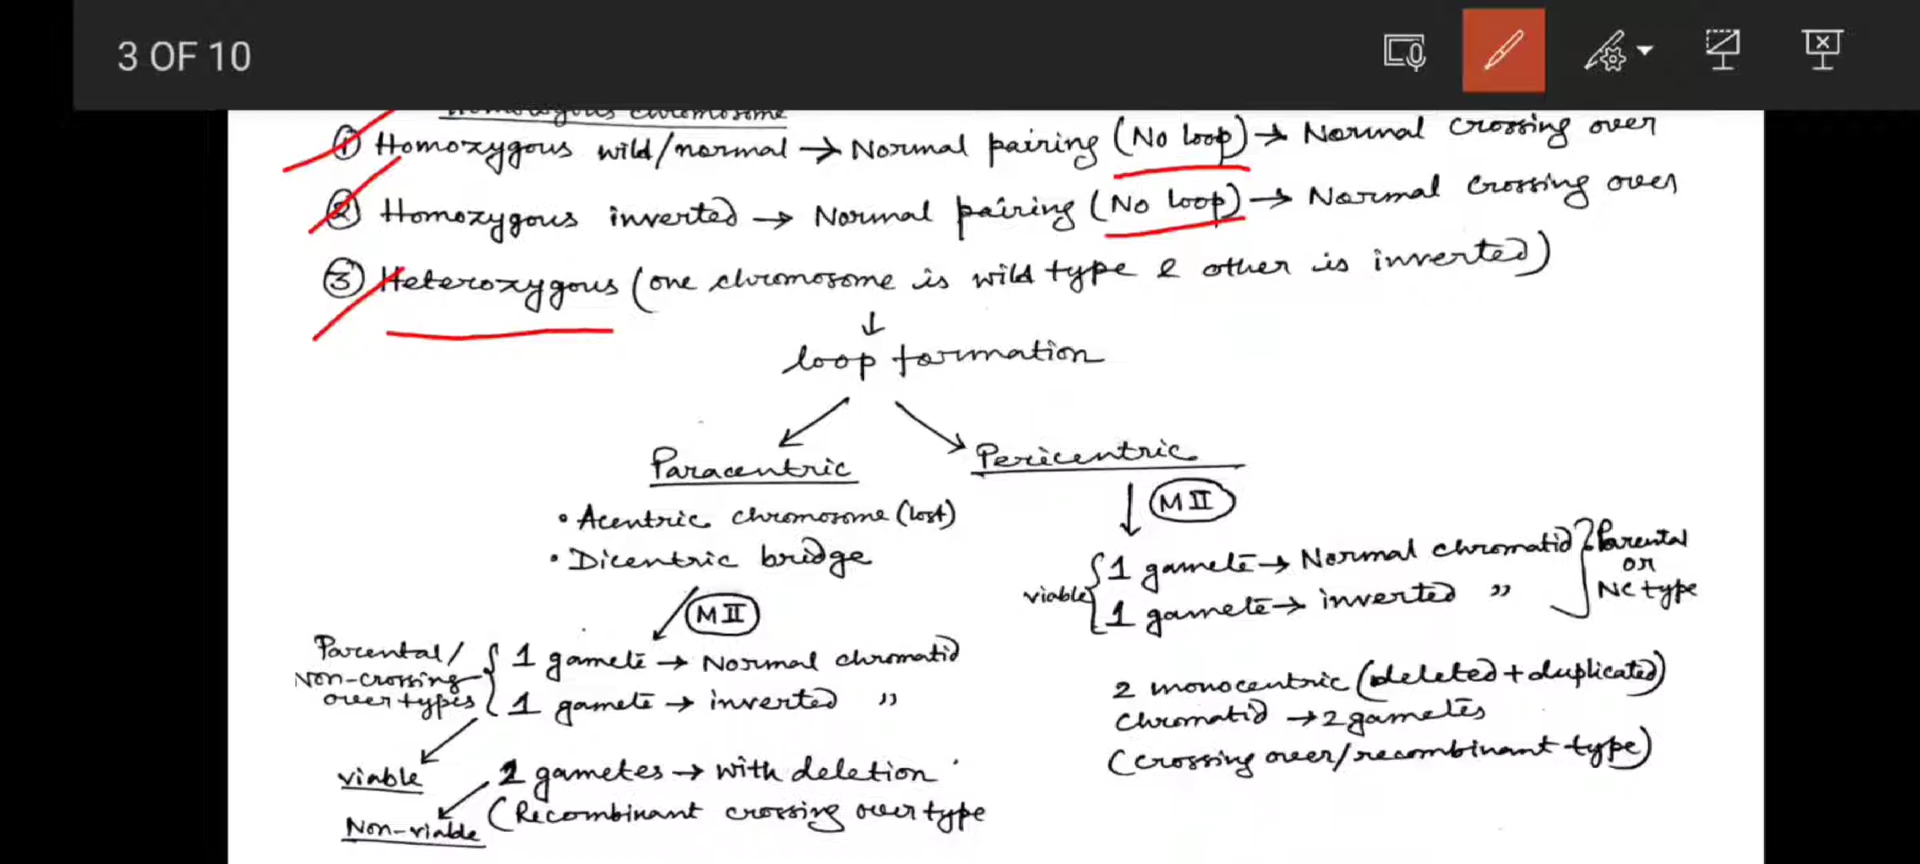 3 OF 10
Homologous chromosome
① Homozygous wild/normal → Normal pairing (No loop) → Normal crossing over
② Homozygous inverted → Normal pairing (No loop) → Normal crossing over
③ Heterozygous (one chromosome is wild type & other is inverted)
↓
loop formation
Paracentric
• Acentric chromosome (lost)
• Dicentric bridge
M II
Parental/
Non-crossing
over types
{ 1 gamete → Normal chromatid
1 gamete → inverted "
viable
2 gametes → with deletion
(Recombinant crossing over type
Non-viable
Pericentric
↓ M II
viable { 1 gamete → Normal chromatid
1 gamete → inverted "
} Parental
or
NC type
2 monocentric (deleted + duplicated)
chromatid → 2 gametes
(crossing over/recombinant type)